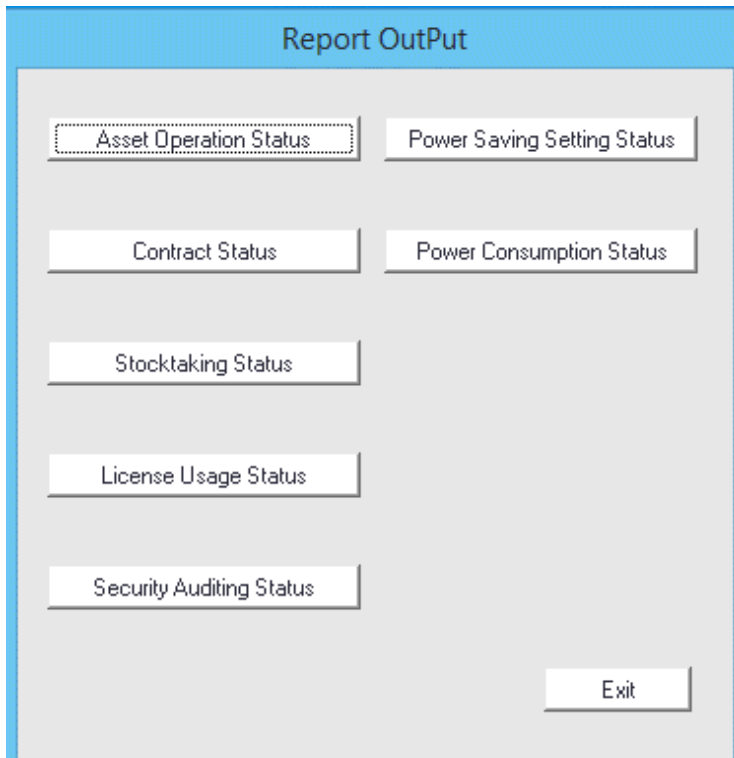 Report OutPut
Asset Operation Status
Power Saving Setting Status
Contract Status
Power Consumption Status
Stocktaking Status
License Usage Status
Security Auditing Status
Exit